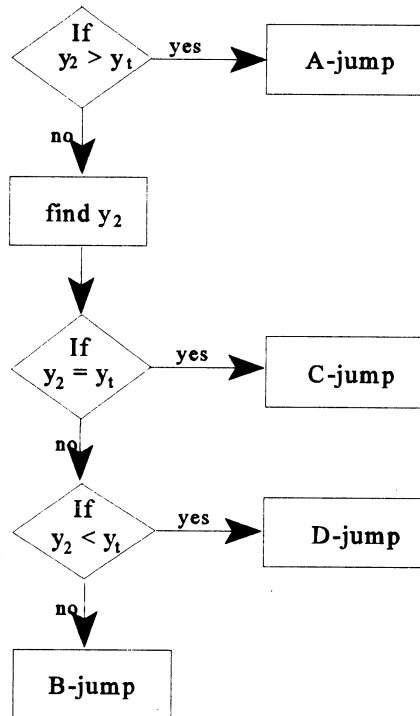 If
y₂ > yₜ
yes
A-jump
no
find y₂
If
y₂ = yₜ
yes
C-jump
no
If
y₂ < yₜ
yes
D-jump
no
B-jump